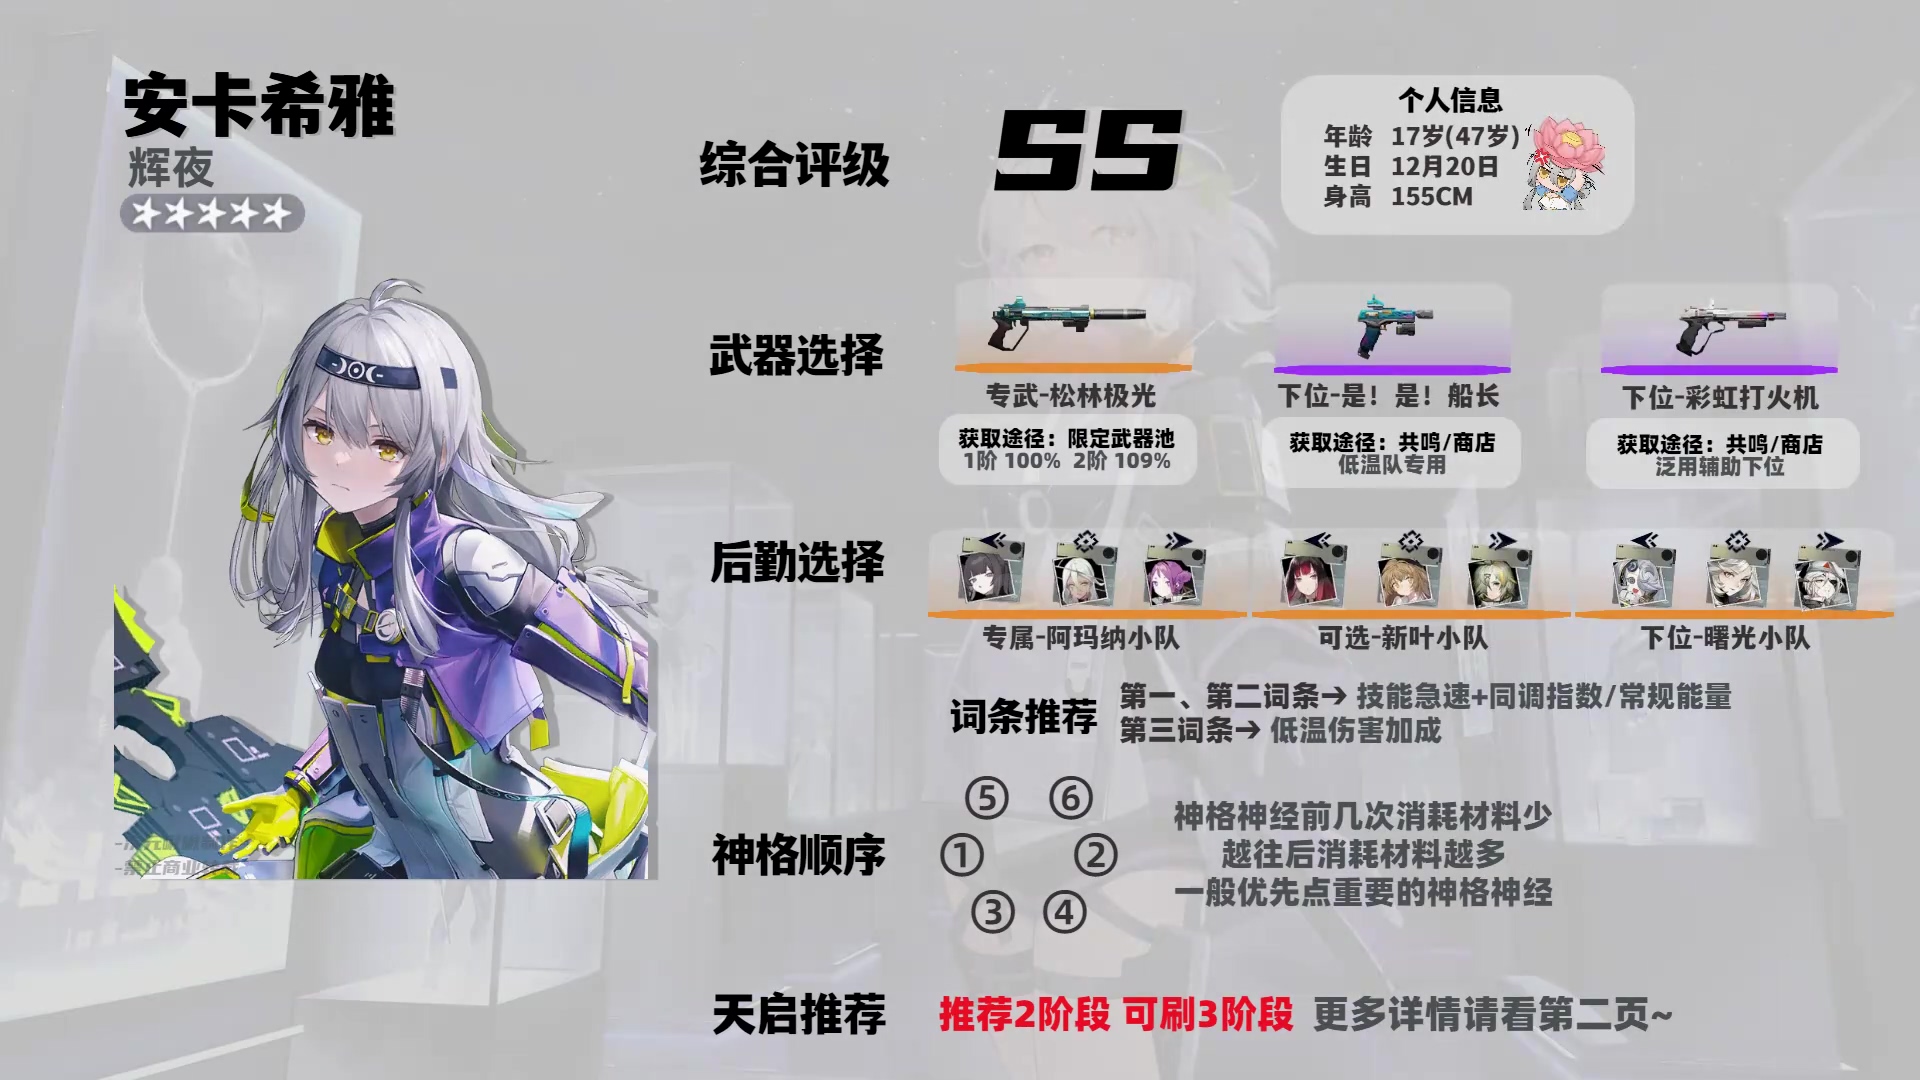 安卡希雅
辉夜
综合评级
SS
个人信息
年龄 17岁(47岁)
生日 12月20日
身高 155CM
武器选择
专武-松林极光
获取途径：限定武器池
1阶 100% 2阶 109%
下位-是！是！船长
获取途径：共鸣/商店
低温队专用
下位-彩虹打火机
获取途径：共鸣/商店
泛用辅助下位
后勤选择
专属-阿玛纳小队
可选-新叶小队
下位-曙光小队
词条推荐
第一、第二词条→ 技能急速+同调指数/常规能量
第三词条→ 低温伤害加成
神格顺序
⑤ ⑥
① ②
③ ④
神格神经前几次消耗材料少
越往后消耗材料越多
一般优先点重要的神格神经
天启推荐
推荐2阶段 可刷3阶段 更多详情请看第二页~